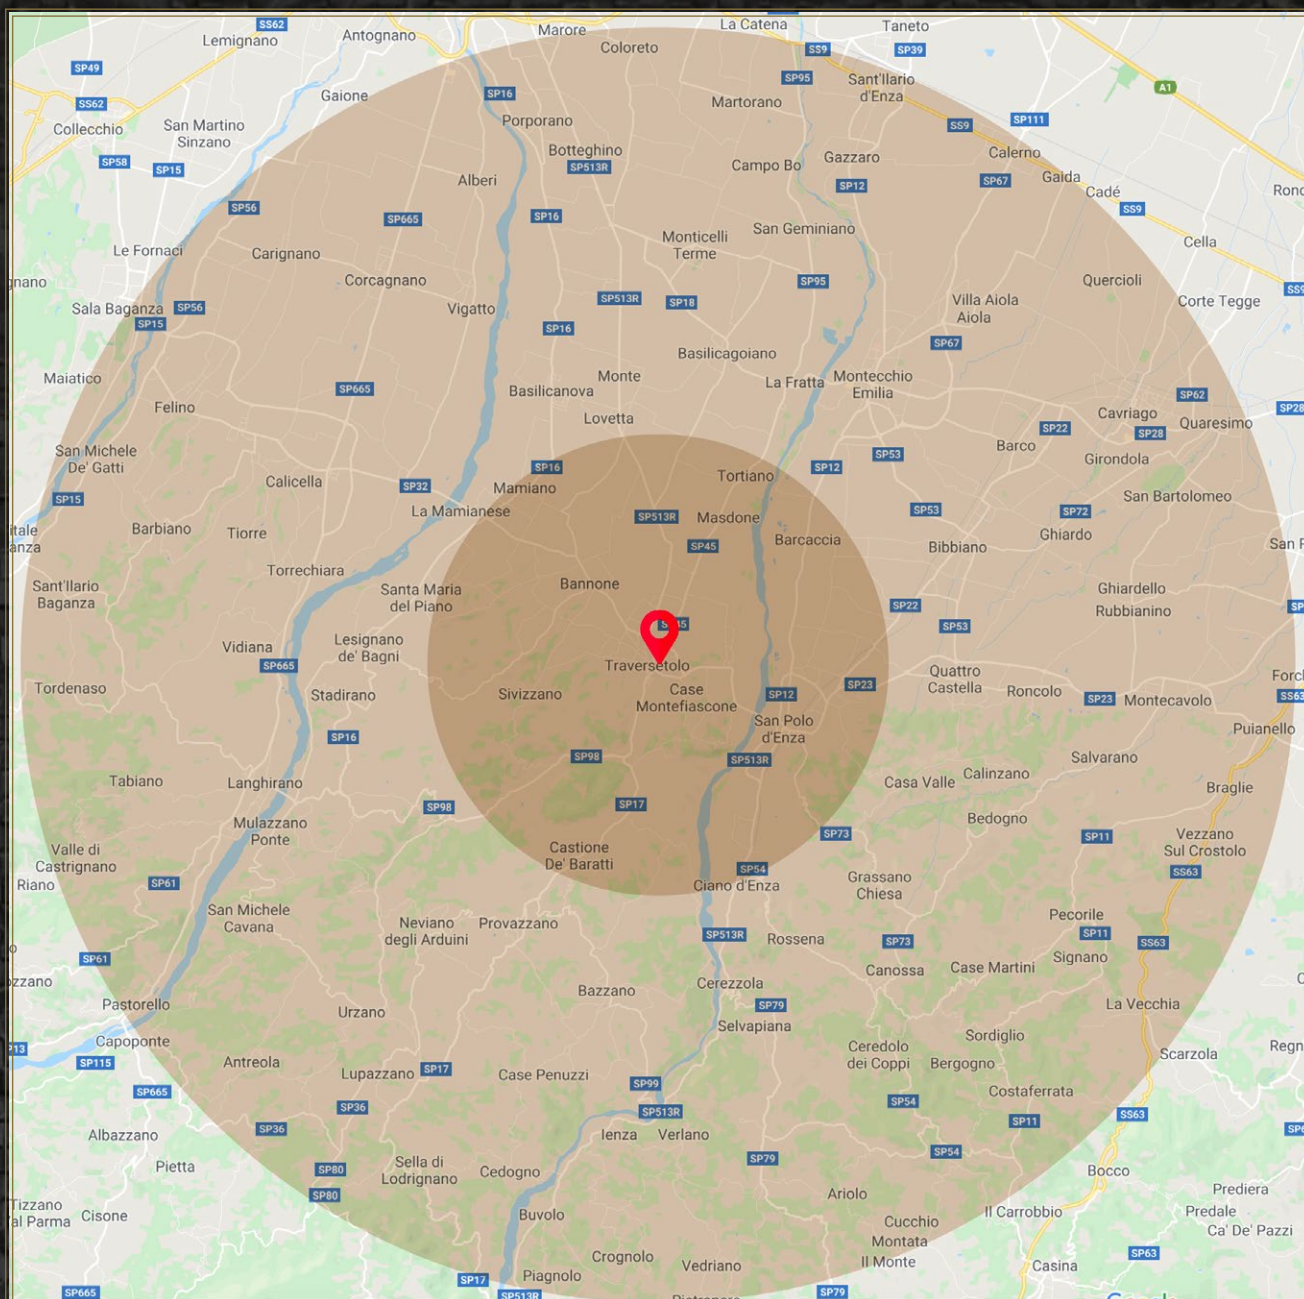 La Catena
Taneto
SS62
Antognano
Marore
Lemignano
Coloreto
SS9
SP39
SP49
SP95
Sant'Ilario
d'Enza
A1
Gaione
SP16
Martorano
SS62
Porporano
SP111
Collecchio
San Martino
Sinzano
SS9
Botteghino
Gazzaro
Calerno
SP58
SP15
SP513R
Campo Bo
Alberi
SP12
SP67
Gaida
Cadé
SP56
SP665
SP16
SS9
San Geminiano
Monticelli
Terme
Cella
Le Fornaci
Carignano
Corcagnano
SP95
Quercioli
Sala Baganza
SP56
Vigatto
SP513R
SP18
Villa Aiola
Aiola
Corte Tegge
SP15
SP16
SP67
Basilicagoiano
Maiatico
SP665
Basilicanova
Monte
La Fratta
Montecchio
Emilia
SP62
Felino
Lovetta
Cavriago
SP28
SP22
SP28
Quaresimo
San Michele
De' Gatti
SP53
Barco
Girondola
SP15
Calicella
SP32
SP16
Mamiano
Tortiano
SP12
San Bartolomeo
La Mamianese
SP513R
Masdone
SP53
SP72
Barbiano
Tiorre
SP45
Barcaccia
Bibbiano
Ghiardo
Torrechiara
Santa Maria
del Piano
Bannone
Ghiardello
Sant'Ilario
Baganza
SP22
Rubbianino
SP53
Vidiana
Lesignano
de' Bagni
SP665
Traversetolo
Quattro
Castella
Tordenaso
Stadirano
Sivizzano
Case
Montefiascone
SP12
SP23
Roncolo
SP23
Montecavolo
SS63
San Polo
d'Enza
Puianello
SP16
SP98
SP513R
Salvarano
Tabiano
Langhirano
Casa Valle
Calinzano
Braglie
SP98
SP17
Bedogno
Mulazzano
Ponte
SP73
SP11
Vezzano
Sul Crostolo
Valle di
Castrignano
Riano
Castione
De' Baratti
SP54
SS63
SP61
Ciano d'Enza
Grassano
Chiesa
San Michele
Cavana
Neviano
degli Arduini
Provazzano
Pecorile
SP11
SP513R
Rossena
SP73
SS63
SP61
Signano
Canossa
Case Martini
Bazzano
Cerezzola
Pastorello
Urzano
SP79
La Vecchia
Selvapiana
Capoponte
Sordiglio
Ceredolo
dei Coppi
Bergogno
Scarzola
SP115
Antreola
Lupazzano
SP17
Case Penuzzi
SP99
Costaferrata
SP665
SP36
SP513R
SP54
SP11
SS63
SP36
Albazzano
Ienza
Verlano
Pietta
SP80
Sella di
Lodrignano
Cedogno
SP79
SP54
Bocco
SP80
Ariolo
Prediera
Predale
Ca' De' Pazzi
Cisone
Buvolo
Il Carrobbio
Cucchio
Montata
Il Monte
Crognolo
Vedriano
SP63
Casina
SP17
Piagnolo
SP665
SP513R
SP79